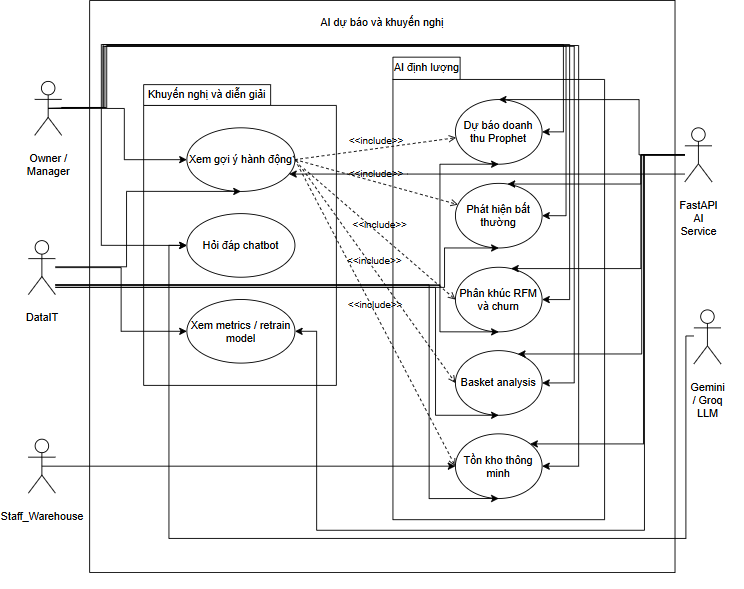 AI dự báo và khuyến nghị
Khuyến nghị và diễn giải
AI định lượng
Owner /
Manager
Xem gợi ý hành động
Hỏi đáp chatbot
Xem metrics / retrain
model
DataIT
Staff_Warehouse
<<include>>
<<include>>
<<include>>
<<include>>
<<include>>
Dự báo doanh
thu Prophet
Phát hiện bất
thường
Phân khúc RFM
và churn
Basket analysis
Tồn kho thông
minh
FastAPI
AI
Service
Gemini
/ Groq
LLM